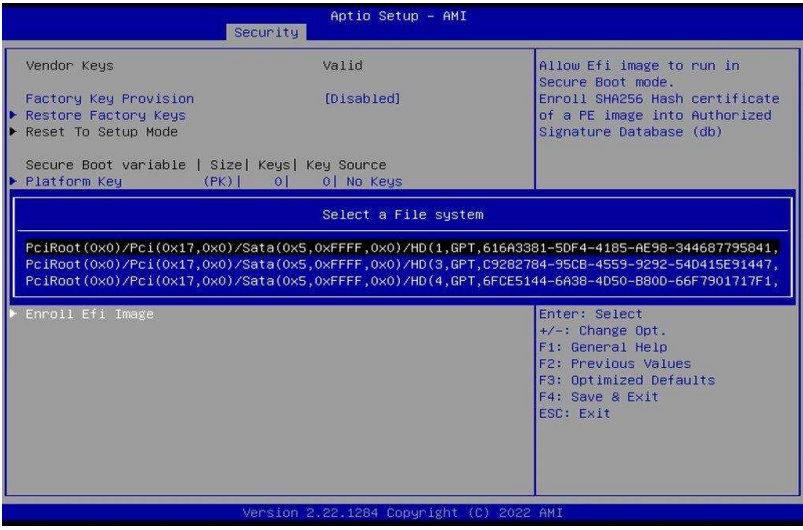 Aptio Setup - AMI
Security
Vendor Keys Valid
Factory Key Provision [Disabled]
Restore Factory Keys
Reset To Setup Mode
Secure Boot variable | Size| Keys| Key Source
Platform Key (PK)| 0| 0| No Keys
Allow Efi image to run in
Secure Boot mode.
Enroll SHA256 Hash certificate
of a PE image into Authorized
Signature Database (db)
Select a File system
PciRoot(0x0)/Pci(0x17,0x0)/Sata(0x5,0xFFFF,0x0)/HD(1,GPT,616A3381-5DF4-4185-AE98-344687795841,
PciRoot(0x0)/Pci(0x17,0x0)/Sata(0x5,0xFFFF,0x0)/HD(3,GPT,C9282784-95CB-4559-9292-54D415E91447,
PciRoot(0x0)/Pci(0x17,0x0)/Sata(0x5,0xFFFF,0x0)/HD(4,GPT,6FCE5144-6A38-4D50-B80D-66F7901717F1,
Enroll Efi Image
Enter: Select
+/-: Change Opt.
F1: General Help
F2: Previous Values
F3: Optimized Defaults
F4: Save & Exit
ESC: Exit
Version 2.22.1284 Copyright (C) 2022 AMI